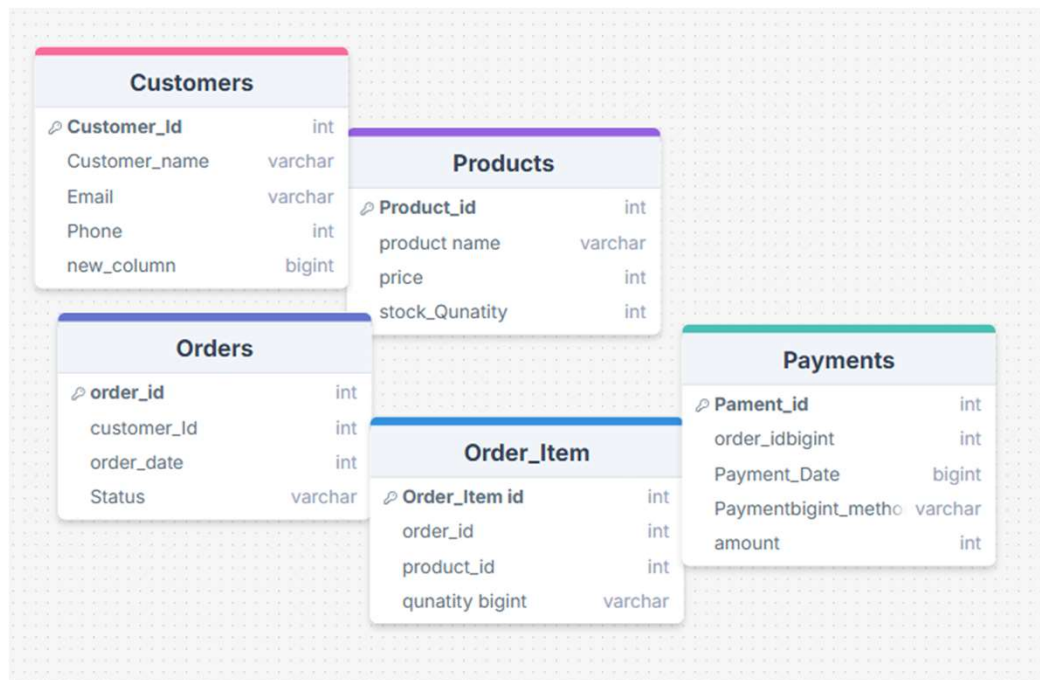 Customers
Customer_Id int
Customer_name varchar
Email varchar
Phone int
new_column bigint
Products
Product_id int
product name varchar
price int
stock_Qunatity int
Orders
order_id int
customer_Id int
order_date int
Status varchar
Order_Item
Order_Item id int
order_id int
product_id int
qunatity bigint varchar
Payments
Pament_id int
order_idbigint int
Payment_Date bigint
Paymentbigint_metho varchar
amount int